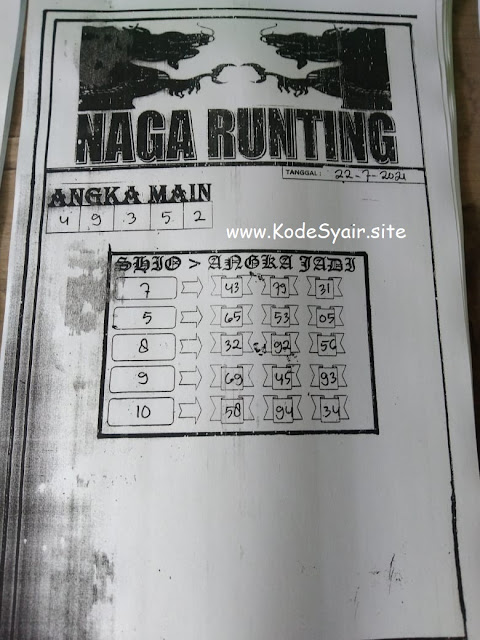 NAGA RUNTING
TANGGAL : 22-7-2021
ANGKA MAIN
4 9 3 5 2
www.KodeSyair.site
SHIO > ANGKA JADI
7 43 79 31
5 65 53 05
8 32 92 56
9 69 45 93
10 58 94 34